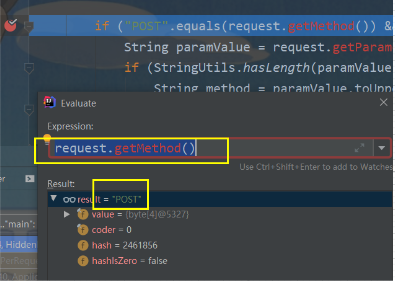 if ("POST".equals(request.getMethod()) &
String paramValue = request.getParam
if (StringUtils.hasLength(paramValue
String method = paramValue.toUpp
Evaluate
Expression:
request.getMethod()
Use Ctrl+Shift+Enter to add to Watches
Result:
result = "POST"
value = {byte[4]@5327}
coder = 0
hash = 2461856
hashIsZero = false
"main":
Hidden